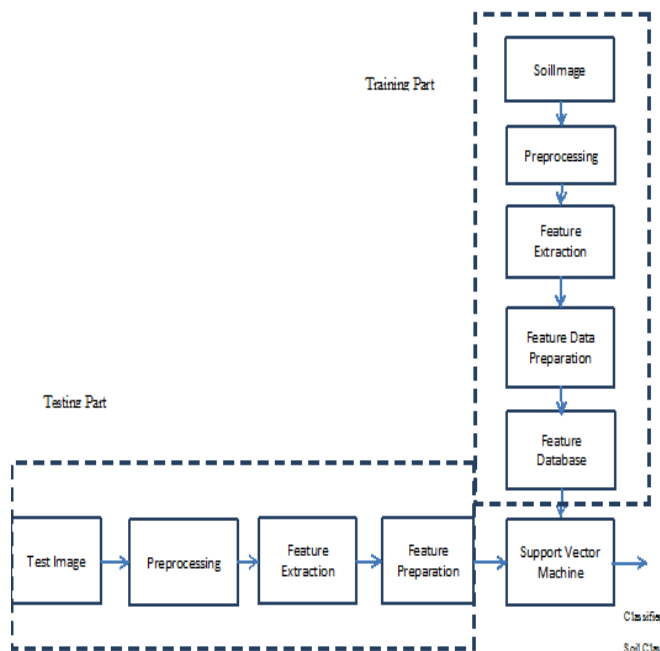 Training Part
SoilImage
Preprocessing
Feature
Extraction
Feature Data
Preparation
Feature
Database
Testing Part
Test Image
Preprocessing
Feature
Extraction
Feature
Preparation
Support Vector
Machine
Soil